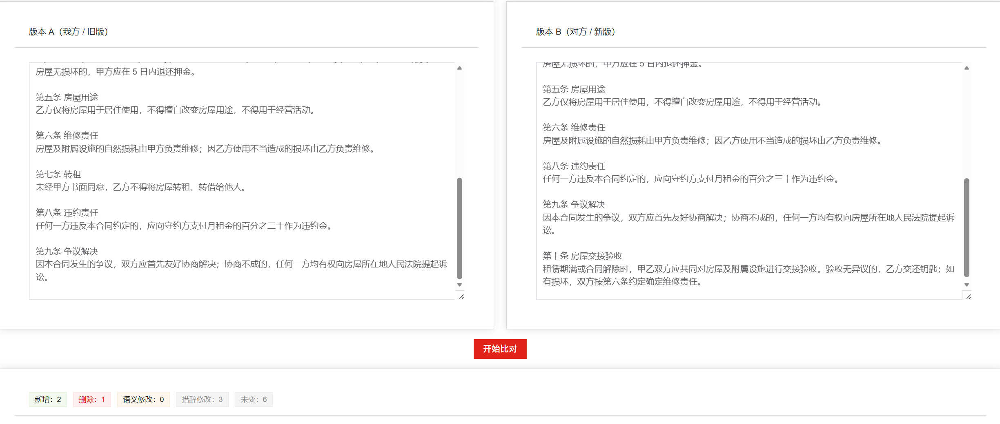 版本 A（我方 / 旧版）
房屋无损坏的，甲方应在 5 日内退还押金。
第五条 房屋用途
乙方仅将房屋用于居住使用，不得擅自改变房屋用途，不得用于经营活动。
第六条 维修责任
房屋及附属设施的自然损耗由甲方负责维修；因乙方使用不当造成的损坏由乙方负责维修。
第七条 转租
未经甲方书面同意，乙方不得将房屋转租、转借给他人。
第八条 违约责任
任何一方违反本合同约定的，应向守约方支付月租金的百分之二十作为违约金。
第九条 争议解决
因本合同发生的争议，双方应首先友好协商解决；协商不成的，任何一方均有权向房屋所在地人民法院提起诉
讼。
版本 B（对方 / 新版）
房屋无损坏的，甲方应在 5 日内退还押金。
第五条 房屋用途
乙方仅将房屋用于居住使用，不得擅自改变房屋用途，不得用于经营活动。
第六条 维修责任
房屋及附属设施的自然损耗由甲方负责维修；因乙方使用不当造成的损坏由乙方负责维修。
第八条 违约责任
任何一方违反本合同约定的，应向守约方支付月租金的百分之三十作为违约金。
第九条 争议解决
因本合同发生的争议，双方应首先友好协商解决；协商不成的，任何一方均有权向房屋所在地人民法院提起诉
讼。
第十条 房屋交接验收
租赁期满或合同解除时，甲乙双方应共同对房屋及附属设施进行交接验收。验收无异议的，乙方交还钥匙；如
有损坏，双方按第六条约定确定维修责任。
开始比对
新增：2
删除：1
语义修改：0
措辞修改：3
未变：6